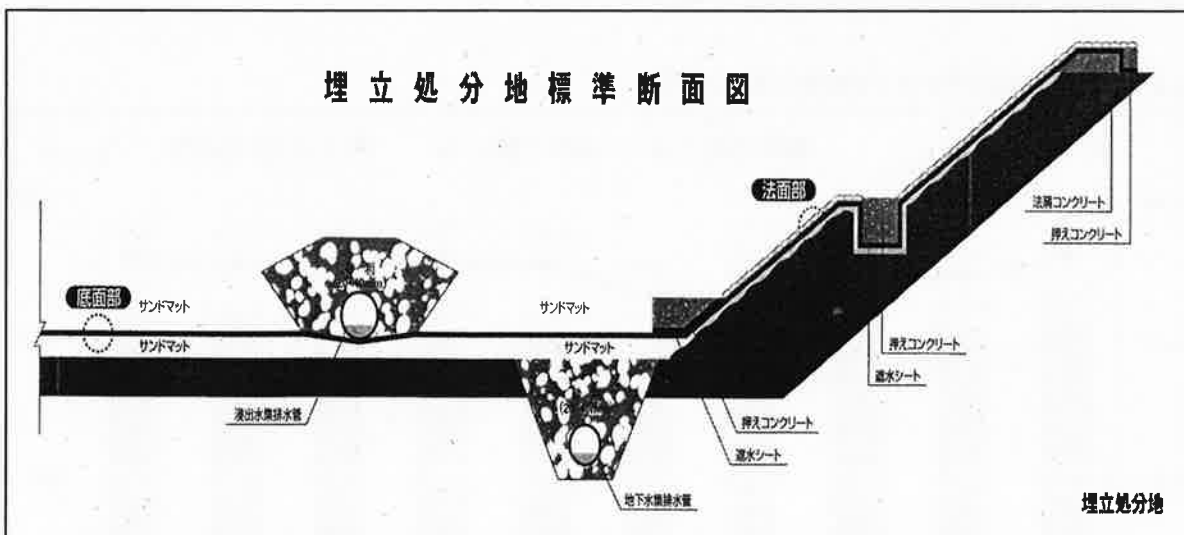 埋立処分地標準断面図
法面部
法肩コンクリート
押えコンクリート
底面部
サンドマット
サンドマット
サンドマット
サンドマット
押えコンクリート
遮水シート
浸出水集排水管
押えコンクリート
遮水シート
地下水集排水管
埋立処分地